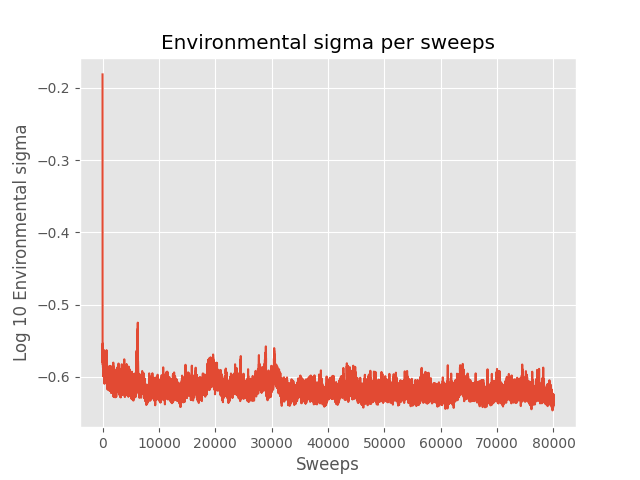 Environmental sigma per sweeps
Log 10 Environmental sigma
−0.2
−0.3
−0.4
−0.5
−0.6
0 10000 20000 30000 40000 50000 60000 70000 80000
Sweeps